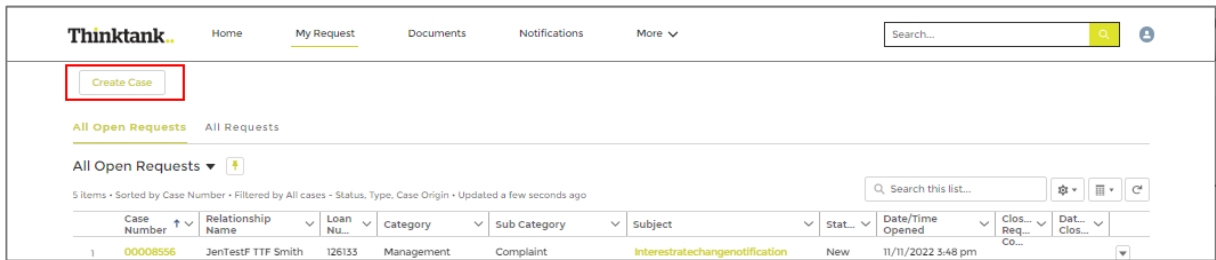 Thinktank.. Home My Request Documents Notifications More Search...
Create Case
All Open Requests All Requests
All Open Requests
5 items • Sorted by Case Number • Filtered by All cases - Status, Type, Case Origin • Updated a few seconds ago Search this list...
Case Number Relationship Name Loan Nu... Category Sub Category Subject Stat... Date/Time Opened Clos... Req... Co... Dat... Clos...
1 00008556 JenTestF TTF Smith 126133 Management Complaint Interestratechangenotification New 11/11/2022 3:48 pm